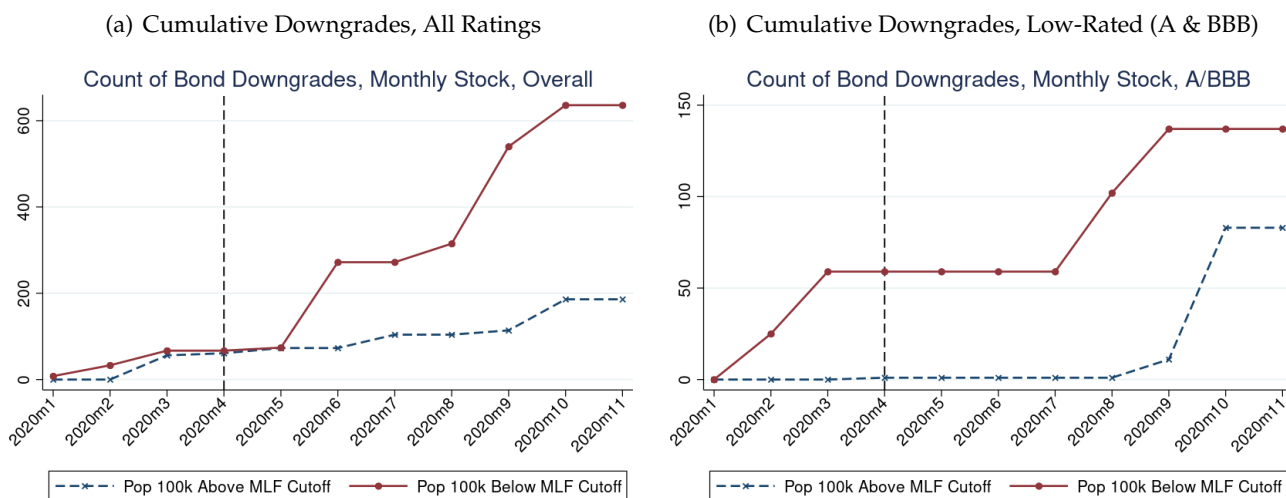 (a) Cumulative Downgrades, All Ratings
Count of Bond Downgrades, Monthly Stock, Overall
600
400
200
0
2020m1
2020m2
2020m3
2020m4
2020m5
2020m6
2020m7
2020m8
2020m9
2020m10
2020m11
Pop 100k Above MLF Cutoff
Pop 100k Below MLF Cutoff
(b) Cumulative Downgrades, Low-Rated (A & BBB)
Count of Bond Downgrades, Monthly Stock, A/BBB
150
100
50
0
2020m1
2020m2
2020m3
2020m4
2020m5
2020m6
2020m7
2020m8
2020m9
2020m10
2020m11
Pop 100k Above MLF Cutoff
Pop 100k Below MLF Cutoff